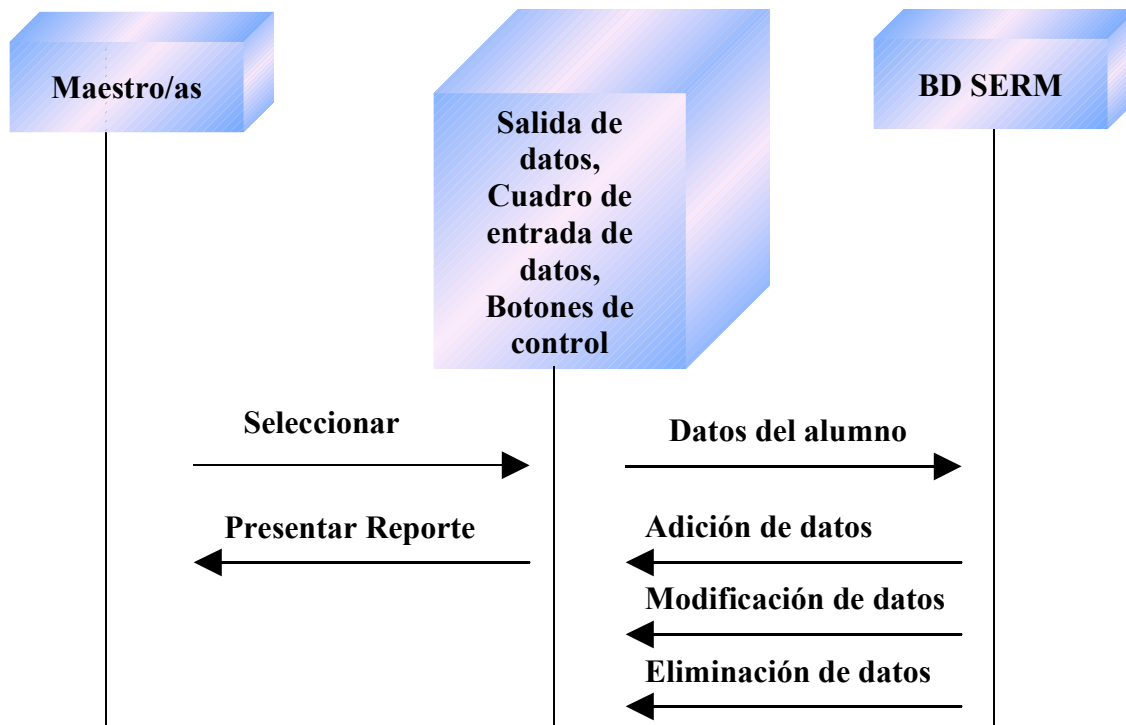 Maestro/as
Salida de
datos,
Cuadro de
entrada de
datos,
Botones de
control
BD SERM
Seleccionar
Datos del alumno
Presentar Reporte
Adición de datos
Modificación de datos
Eliminación de datos